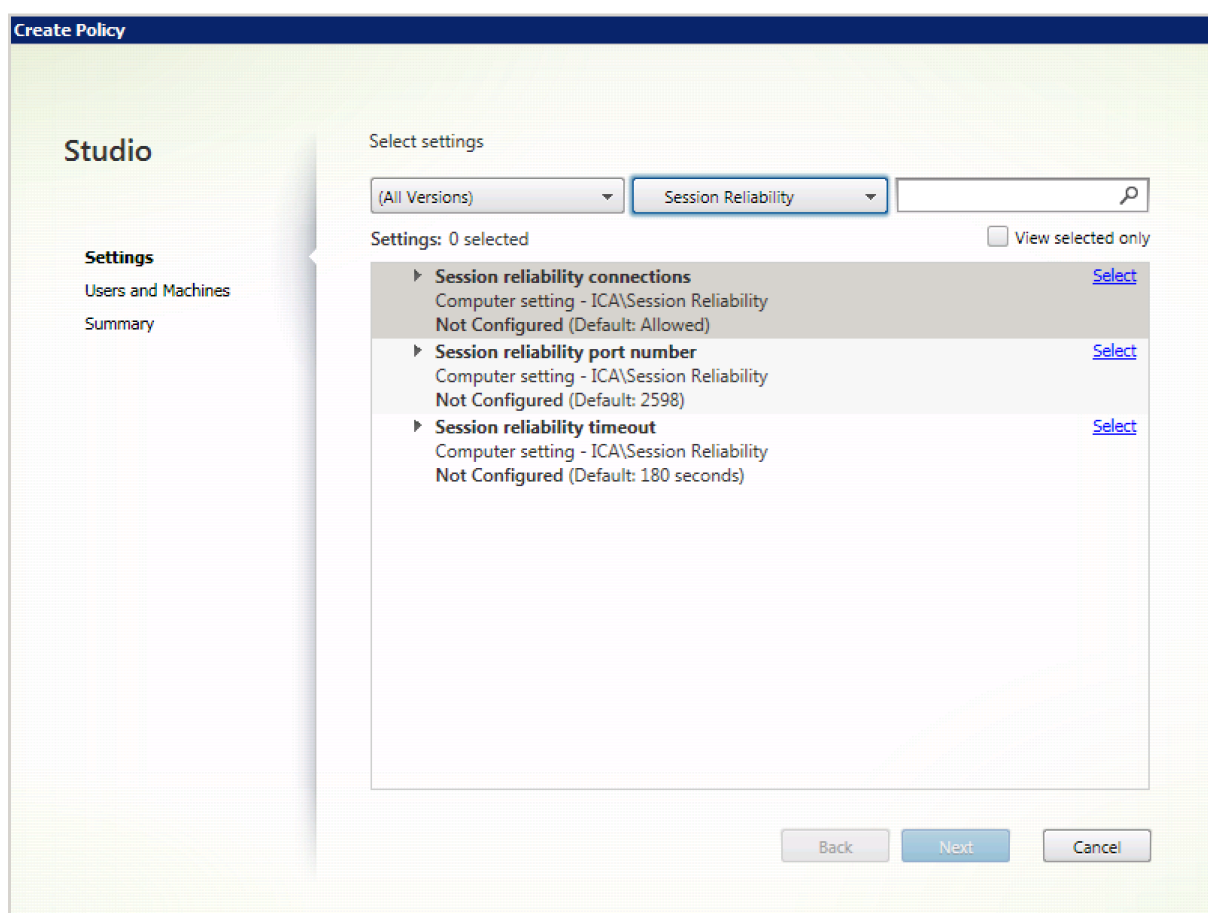 Create Policy
Studio
Settings
Users and Machines
Summary
Select settings
(All Versions)
Session Reliability
Settings: 0 selected
View selected only
Session reliability connections
Select
Computer setting - ICA\Session Reliability
Not Configured (Default: Allowed)
Session reliability port number
Select
Computer setting - ICA\Session Reliability
Not Configured (Default: 2598)
Session reliability timeout
Select
Computer setting - ICA\Session Reliability
Not Configured (Default: 180 seconds)
Back
Next
Cancel